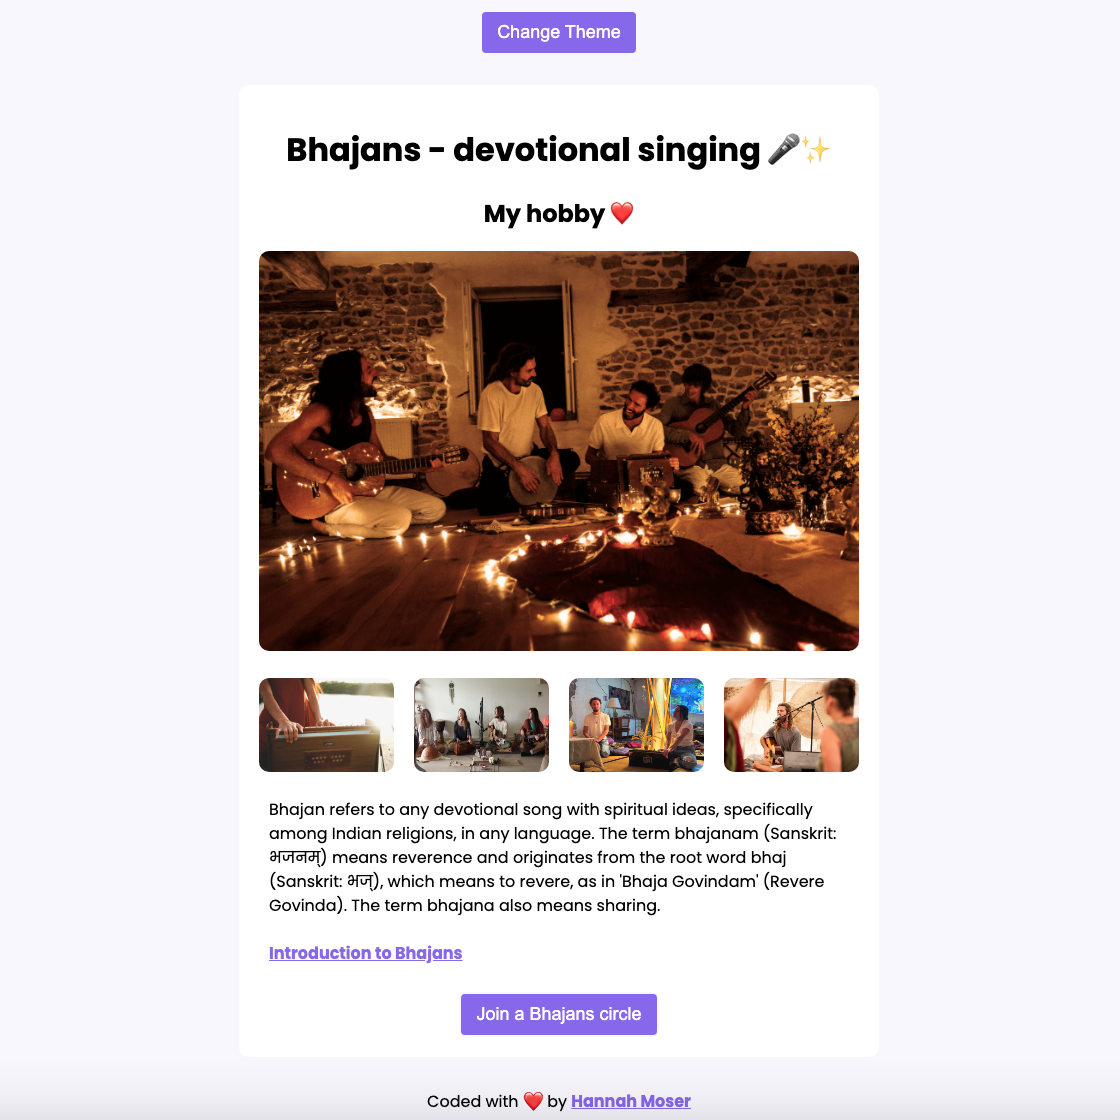 Change Theme
Bhajans - devotional singing 🎤✨
My hobby ❤️
Bhajan refers to any devotional song with spiritual ideas, specifically
among Indian religions, in any language. The term bhajanam (Sanskrit:
भजनम्) means reverence and originates from the root word bhaj
(Sanskrit: भज्), which means to revere, as in 'Bhaja Govindam' (Revere
Govinda). The term bhajana also means sharing.
Introduction to Bhajans
Join a Bhajans circle
Coded with ❤️ by Hannah Moser